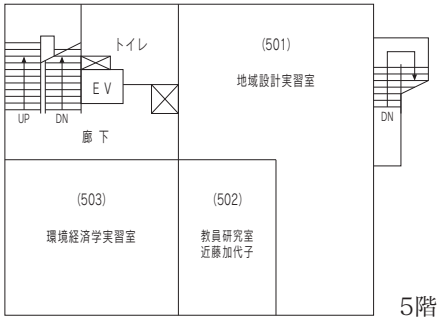 トイレ
(501)
地域設計実習室
EV
UP
DN
DN
廊下
(503)
環境経済学実習室
(502)
教員研究室
近藤加代子
5階